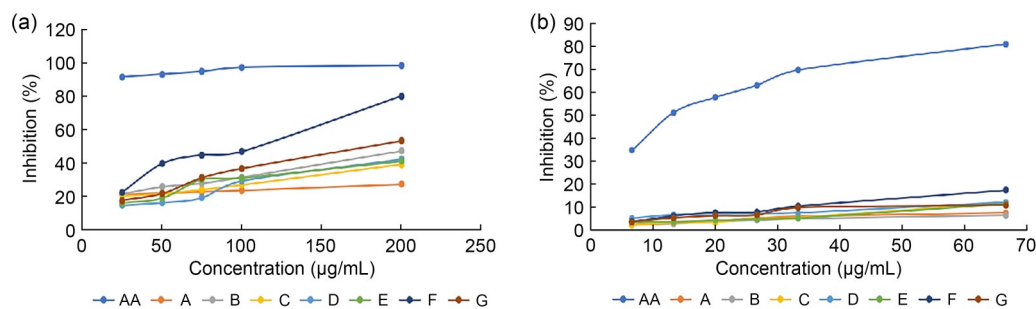 (a)
120
100
80
60
40
20
0
Inhibition (%)
0 50 100 150 200 250
Concentration (µg/mL)
AA A B C D E F G
(b)
90
80
70
60
50
40
30
20
10
0
Inhibition (%)
0 10 20 30 40 50 60 70
Concentration (µg/mL)
AA A B C D E F G